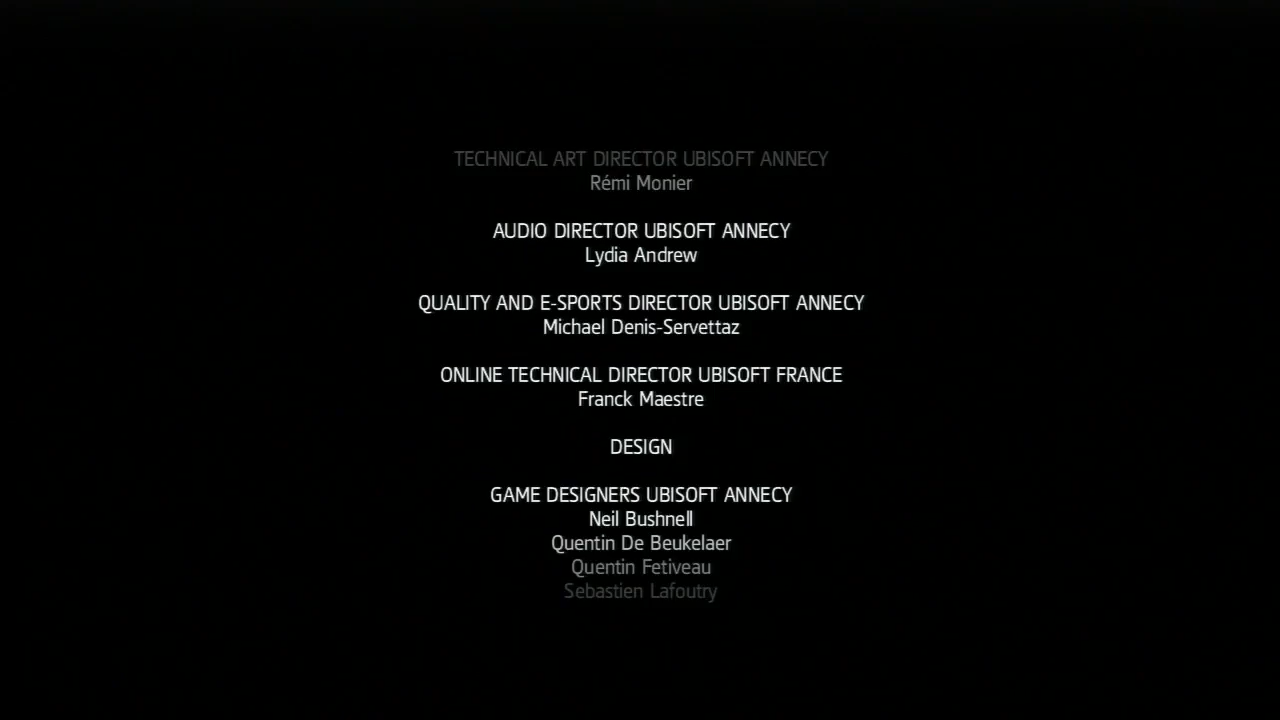 TECHNICAL ART DIRECTOR UBISOFT ANNECY
Rémi Monier
AUDIO DIRECTOR UBISOFT ANNECY
Lydia Andrew
QUALITY AND E-SPORTS DIRECTOR UBISOFT ANNECY
Michael Denis-Servettaz
ONLINE TECHNICAL DIRECTOR UBISOFT FRANCE
Franck Maestre
DESIGN
GAME DESIGNERS UBISOFT ANNECY
Neil Bushnell
Quentin De Beukelaer
Quentin Fetiveau
Sebastien Lafoutry